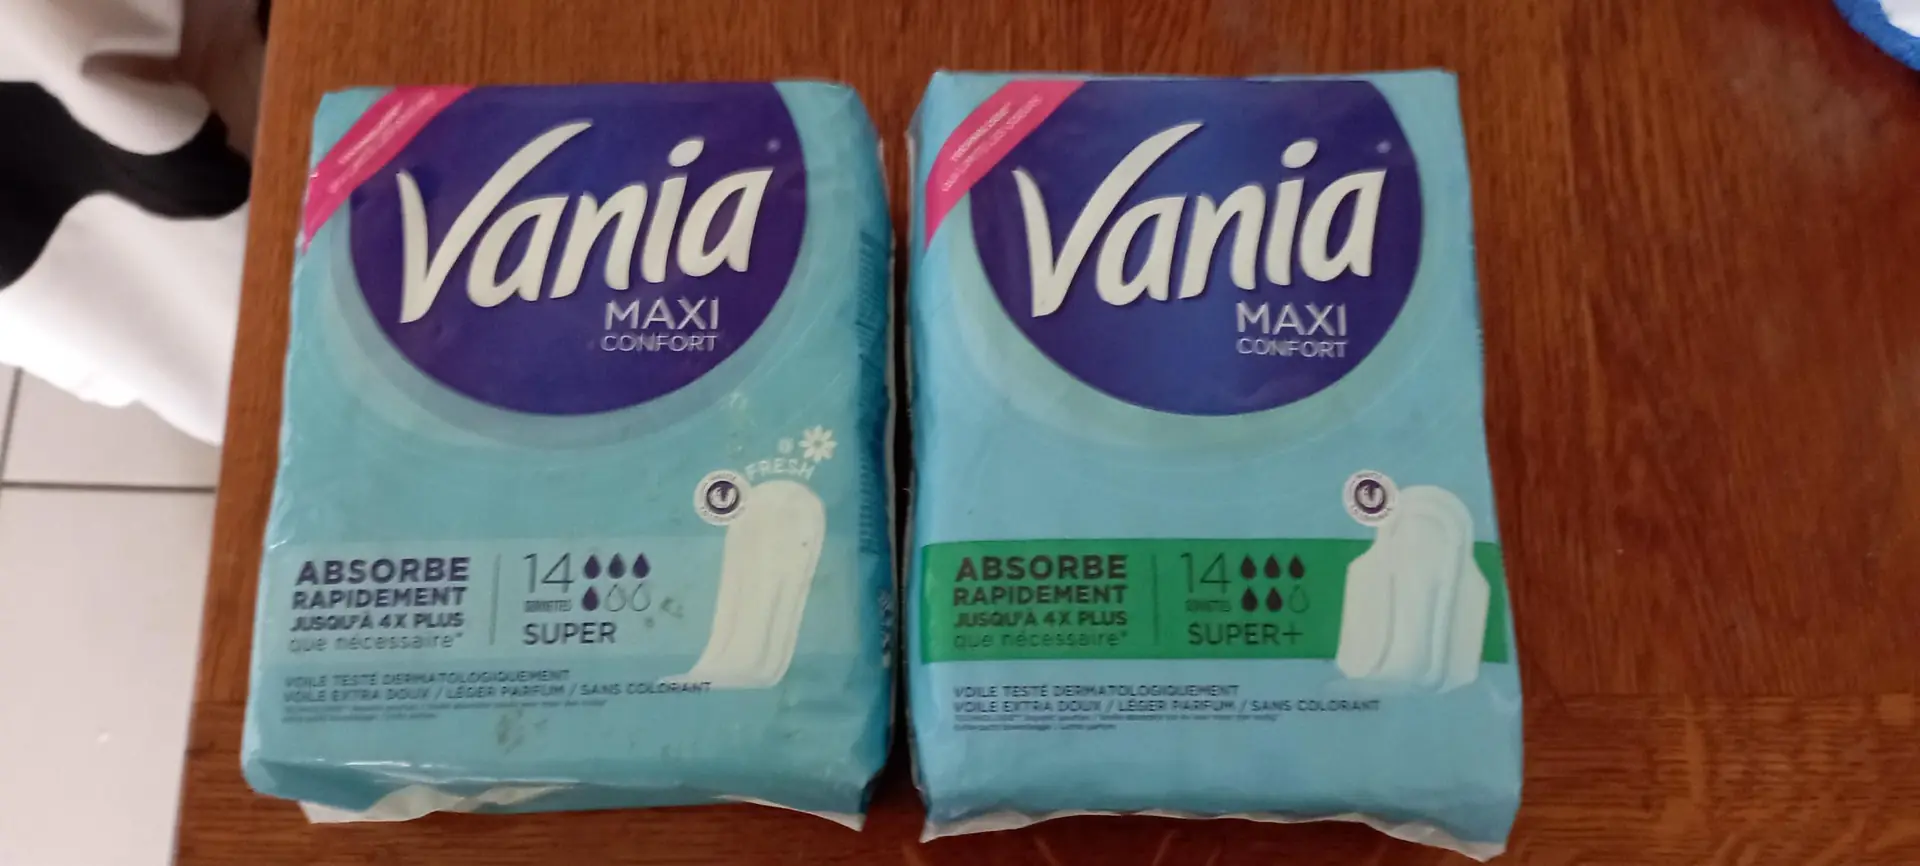 Vania
MAXI
CONFORT
FRESH
ABSORBE
RAPIDEMENT
JUSQU'À 4X PLUS
que nécessaire*
14
SUPER
VOILE TESTÉ DERMATOLOGIQUEMENT
VOILE EXTRA DOUX / LÉGER PARFUM / SANS COLORANT
Vania
MAXI
CONFORT
ABSORBE
RAPIDEMENT
JUSQU'À 4X PLUS
que nécessaire*
14
SUPER+
VOILE TESTÉ DERMATOLOGIQUEMENT
VOILE EXTRA DOUX / LÉGER PARFUM / SANS COLORANT